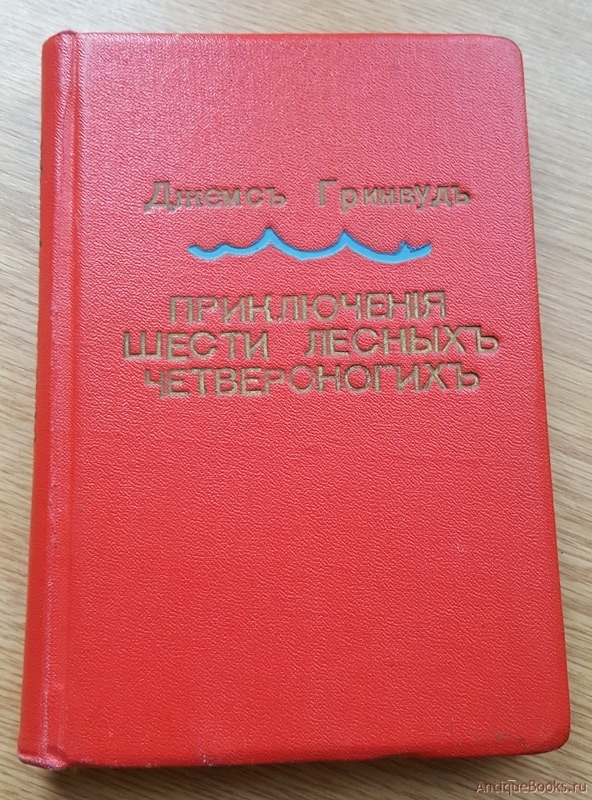 Джемсъ Гринвудъ
ПРИКЛЮЧЕНІЯ
ШЕСТИ ЛЕСНЫХЪ
ЧЕТВЕРОНОГИХЪ
AntiqueBooks.ru